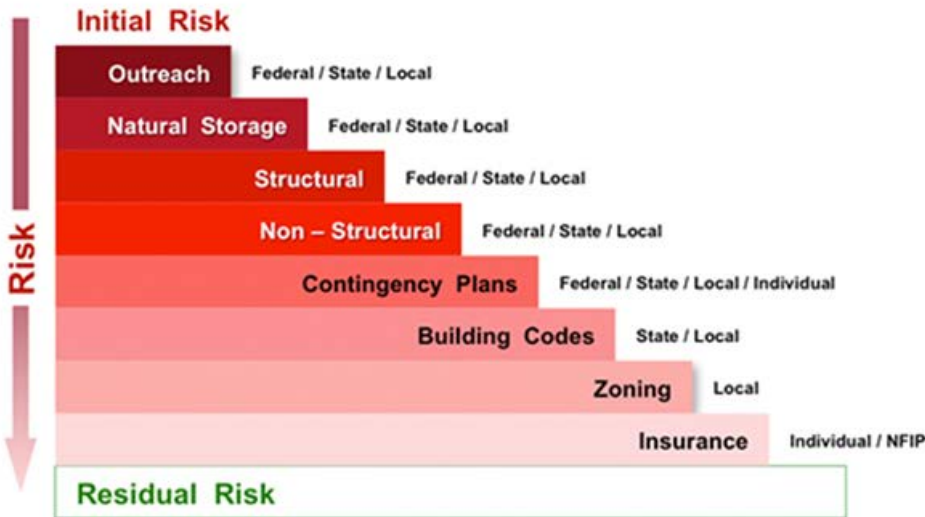 Initial Risk
Outreach Federal / State / Local
Natural Storage Federal / State / Local
Structural Federal / State / Local
Non – Structural Federal / State / Local
Contingency Plans Federal / State / Local / Individual
Building Codes State / Local
Zoning Local
Insurance Individual / NFIP
Residual Risk
Risk